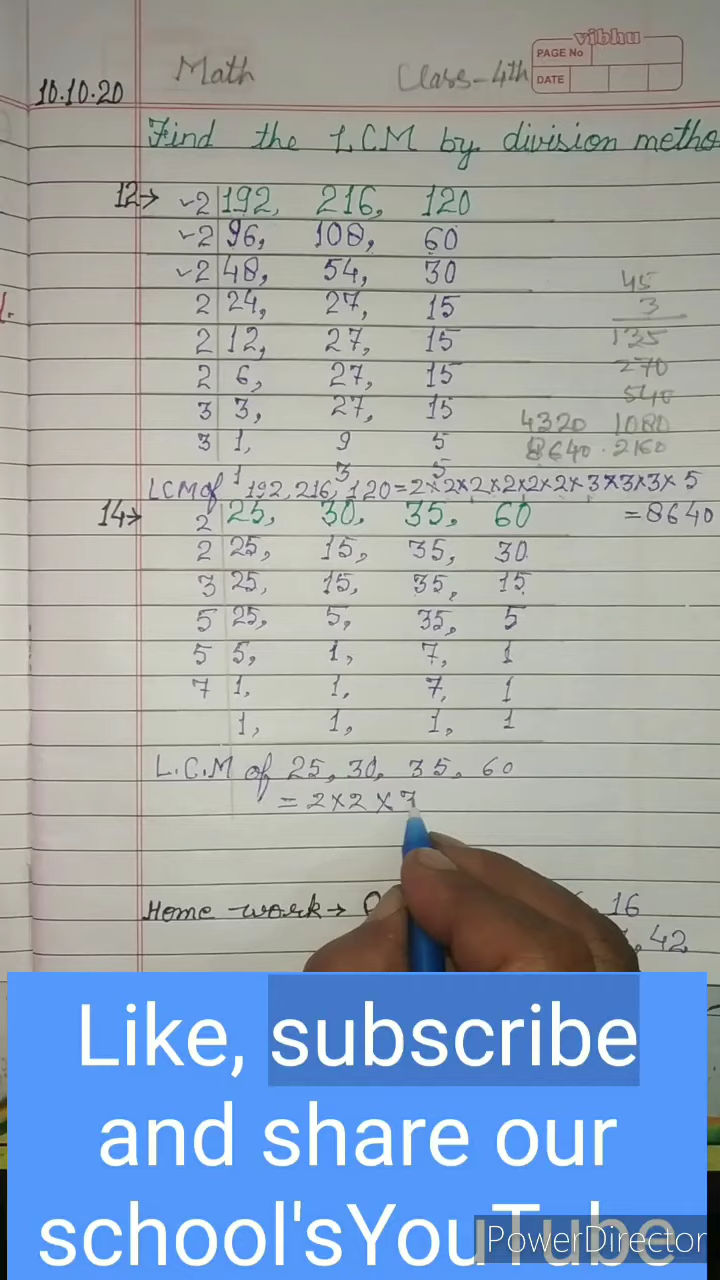 vibhu
PAGE No
DATE
Math Class-4th
10.10.20
Find the L.C.M by division metho
12→ ✓2 192, 216, 120
✓2 96, 108, 60
✓2 48, 54, 30
2 24, 27, 15
2 12, 27, 15
2 6, 27, 15
3 3, 27, 15
3 1, 9 5
1 3 5
45
3
135
270
540
4320 1080
8640 2160
LCM of 192, 216, 120 = 2×2×2×2×2×2×3×3×3×5
= 8640
14→ 2 25, 30, 35, 60
2 25, 15, 35, 30
3 25, 15, 35, 15
5 25, 5, 35, 5
5 5, 1, 7, 1
7 1, 1, 7, 1
1, 1, 1, 1
L.C.M of 25, 30, 35, 60
= 2×2×
Home work→ 16
42
Like, subscribe
and share our
school'sYouTube
PowerDirector